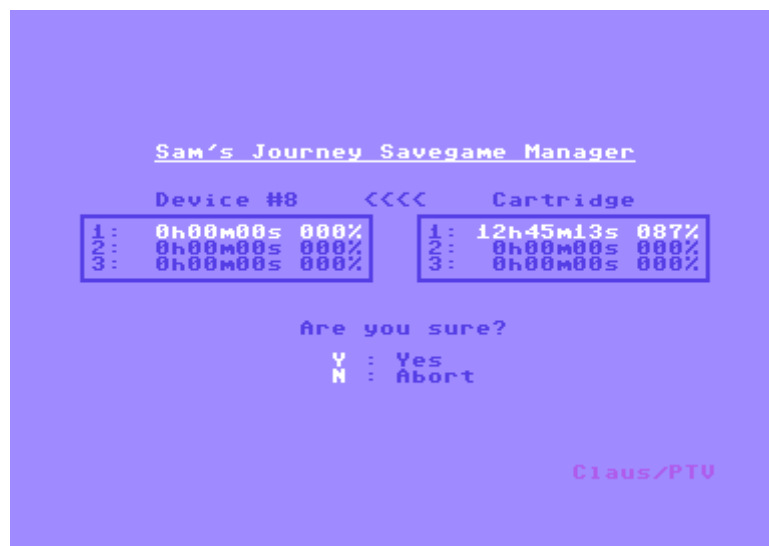 Sam's Journey Savegame Manager
Device #8 <<<< Cartridge
1: 0h00m00s 000% 1: 12h45m13s 087%
2: 0h00m00s 000% 2: 0h00m00s 000%
3: 0h00m00s 000% 3: 0h00m00s 000%
Are you sure?
Y : Yes
N : Abort
Claus/PTV